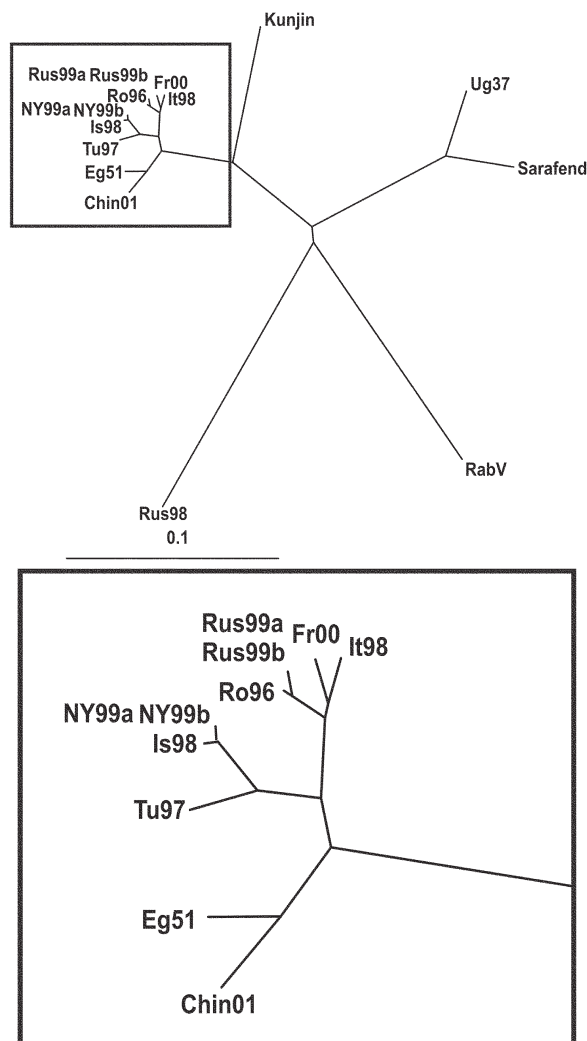 Kunjin
Rus99a Rus99b
Fr00
Ro96
It98
NY99a NY99b
Is98
Tu97
Eg51
Chin01
Ug37
Sarafend
RabV
Rus98
0.1
Rus99a
Fr00
It98
Rus99b
Ro96
NY99a NY99b
Is98
Tu97
Eg51
Chin01